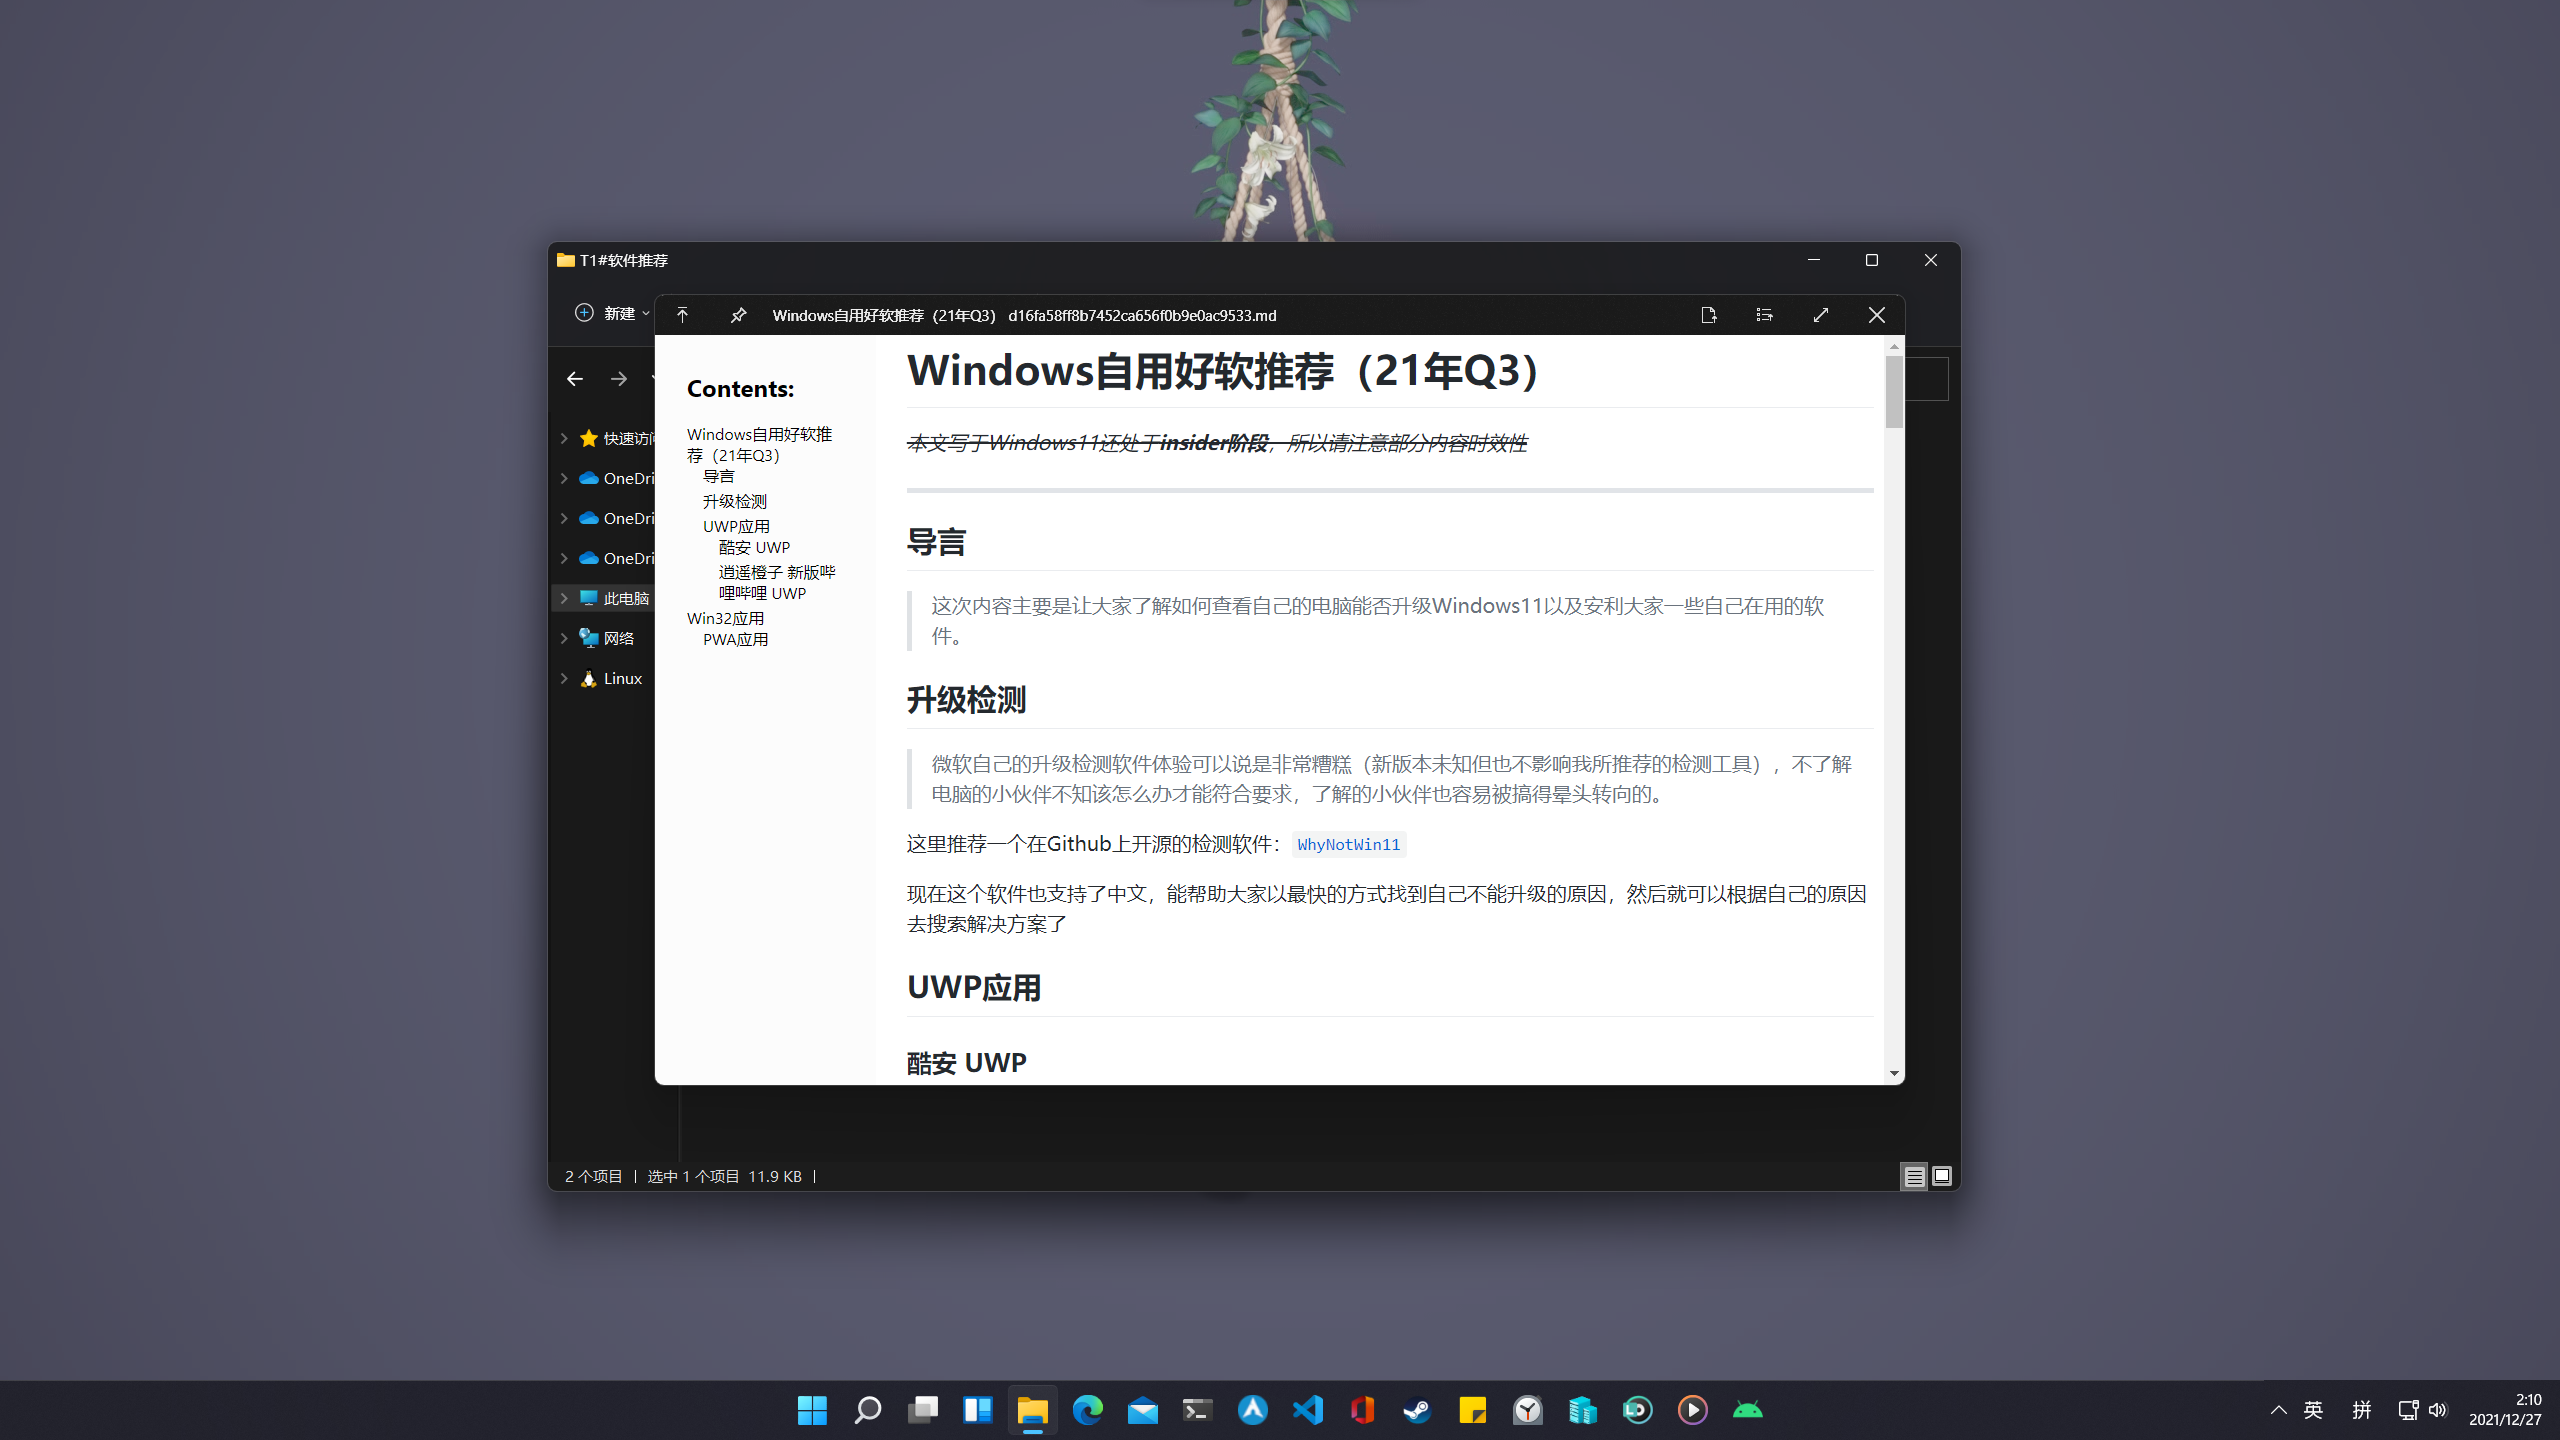 T1#软件推荐
新建
Windows自用好软推荐（21年Q3） d16fa58ff8b7452ca656f0b9e0ac9533.md
快速访问
OneDri
OneDri
OneDri
此电脑
网络
Linux
Contents:
Windows自用好软推
荐（21年Q3）
导言
升级检测
UWP应用
酷安 UWP
逍遥橙子 新版哔
哩哔哩 UWP
Win32应用
PWA应用
Windows自用好软推荐（21年Q3）
本文写于Windows11还处于insider阶段，所以请注意部分内容时效性
导言
这次内容主要是让大家了解如何查看自己的电脑能否升级Windows11以及安利大家一些自己在用的软
件。
升级检测
微软自己的升级检测软件体验可以说是非常糟糕（新版本未知但也不影响我所推荐的检测工具），不了解
电脑的小伙伴不知该怎么办才能符合要求，了解的小伙伴也容易被搞得晕头转向的。
这里推荐一个在Github上开源的检测软件：WhyNotWin11
现在这个软件也支持了中文，能帮助大家以最快的方式找到自己不能升级的原因，然后就可以根据自己的原因
去搜索解决方案了
UWP应用
酷安 UWP
2 个项目 | 选中 1 个项目 11.9 KB |
英 拼
2:10
2021/12/27